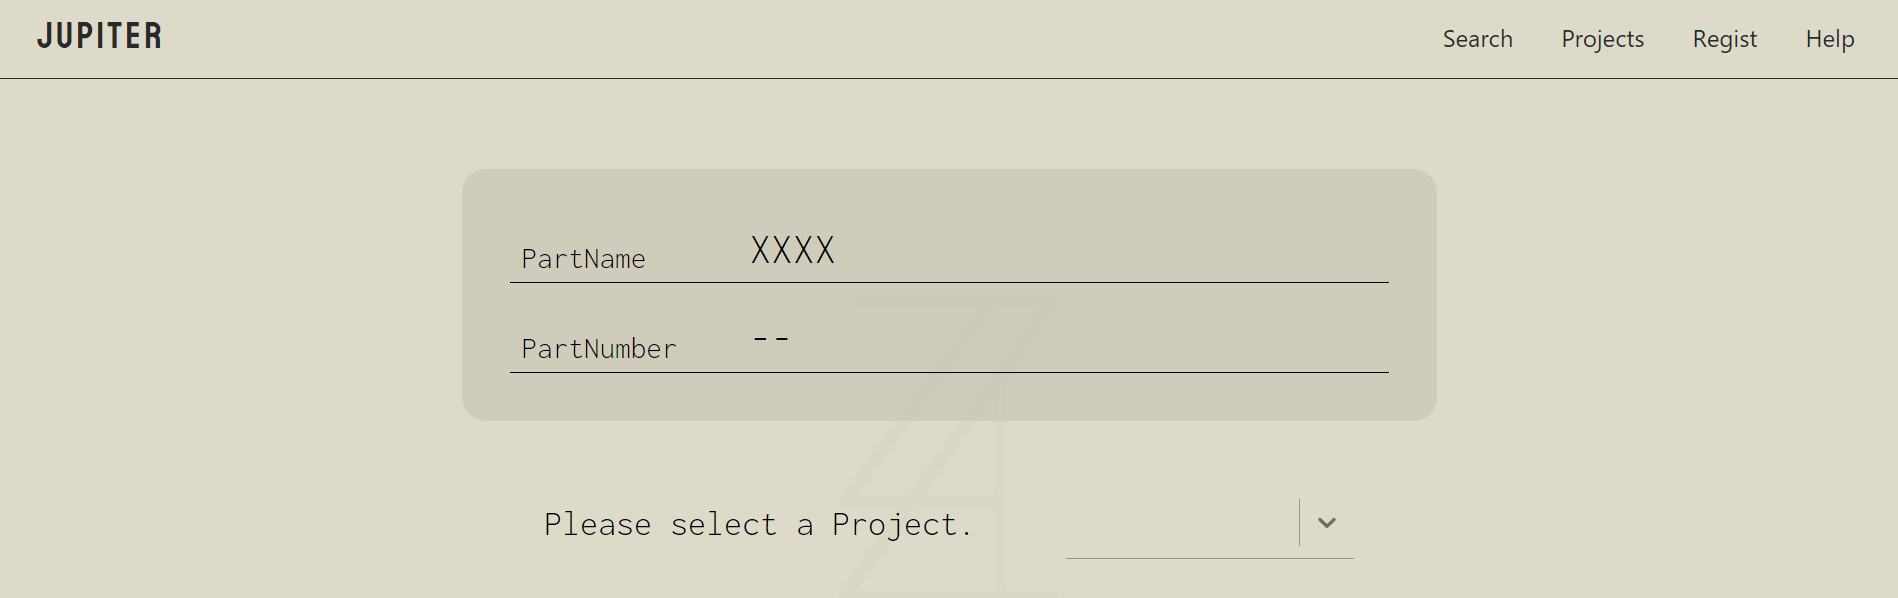 JUPITER
Search Projects Regist Help
PartName XXXX
PartNumber --
Please select a Project.